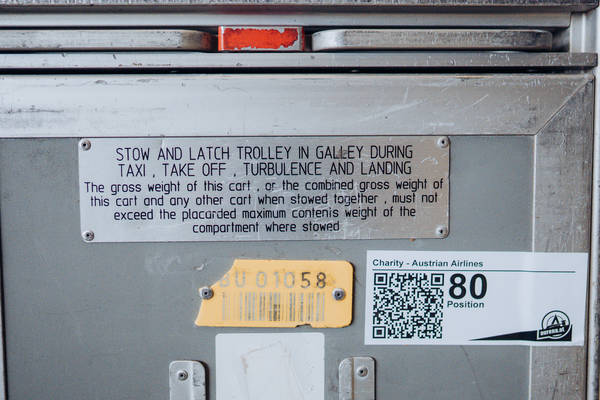 STOW AND LATCH TROLLEY IN GALLEY DURING
TAXI , TAKE OFF , TURBULENCE AND LANDING
The gross weight of this cart , or the combined gross weight of
this cart and any other cart when stowed together , must not
exceed the placarded maximum contents weight of the
compartment where stowed
01058
Charity - Austrian Airlines
80
Position